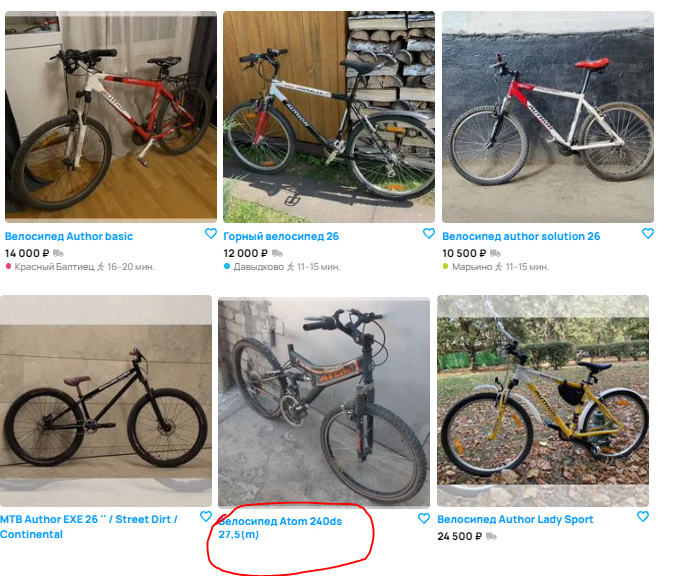 Велосипед Author basic
14 000 ₽
Красный Балтиец 16–20 мин.
Горный велосипед 26
12 000 ₽
Давыдково 11–15 мин.
Велосипед author solution 26
10 500 ₽
Марьино 11–15 мин.
ATOM
MTB Author EXE 26 '' / Street Dirt /
Continental
Велосипед Atom 240ds
27,5(m)
Велосипед Author Lady Sport
24 500 ₽